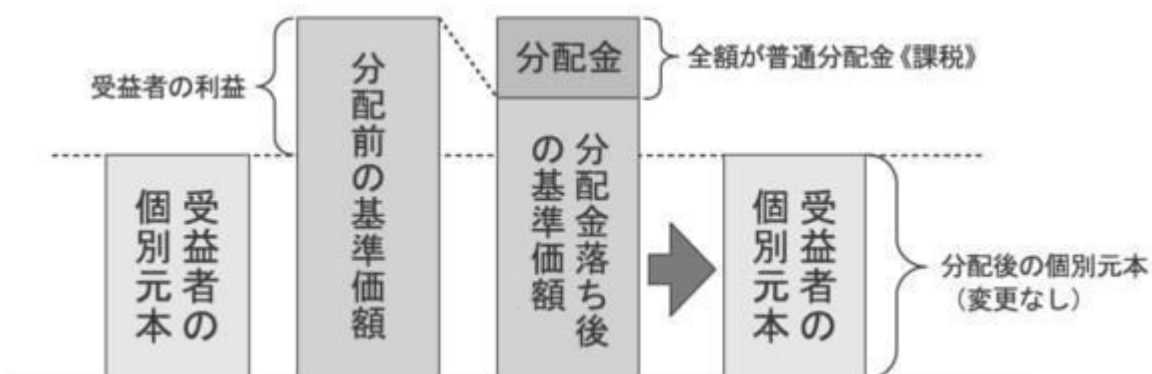 受益者の利益
受益者の
個別元本
分配前の基準価額
分配金
全額が普通分配金《課税》
分配金落ち後
の基準価額
受益者の
個別元本
分配後の個別元本
（変更なし）